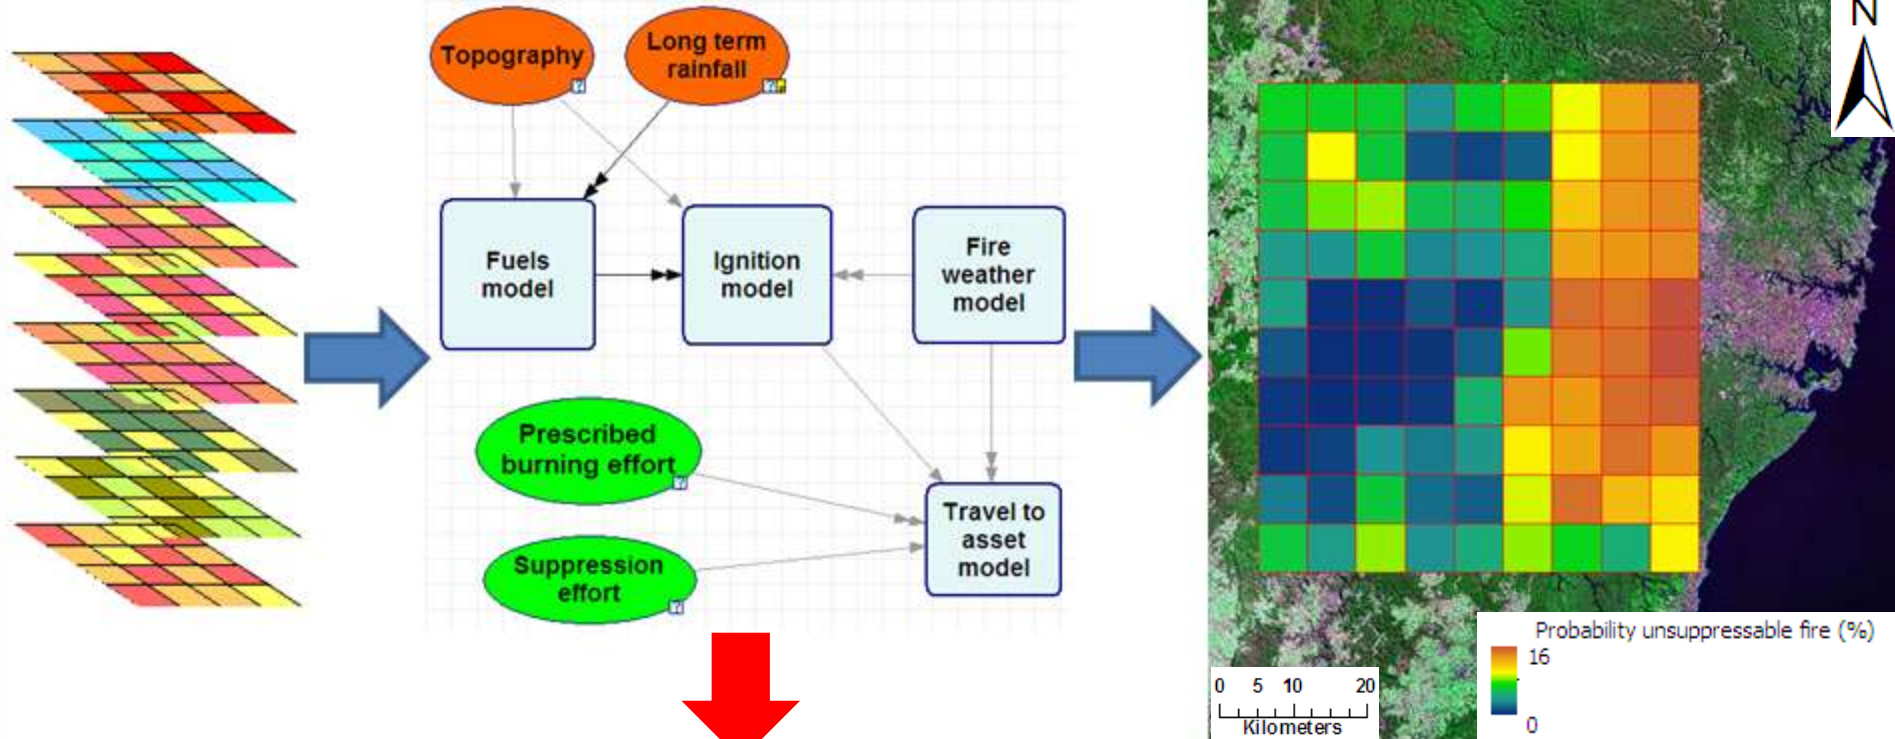 Topography
Long term
rainfall
Fuels
model
Ignition
model
Fire
weather
model
Prescribed
burning effort
Suppression
effort
Travel to
asset
model
N
Probability unsuppressable fire (%)
16
0
0 5 10 20
Kilometers